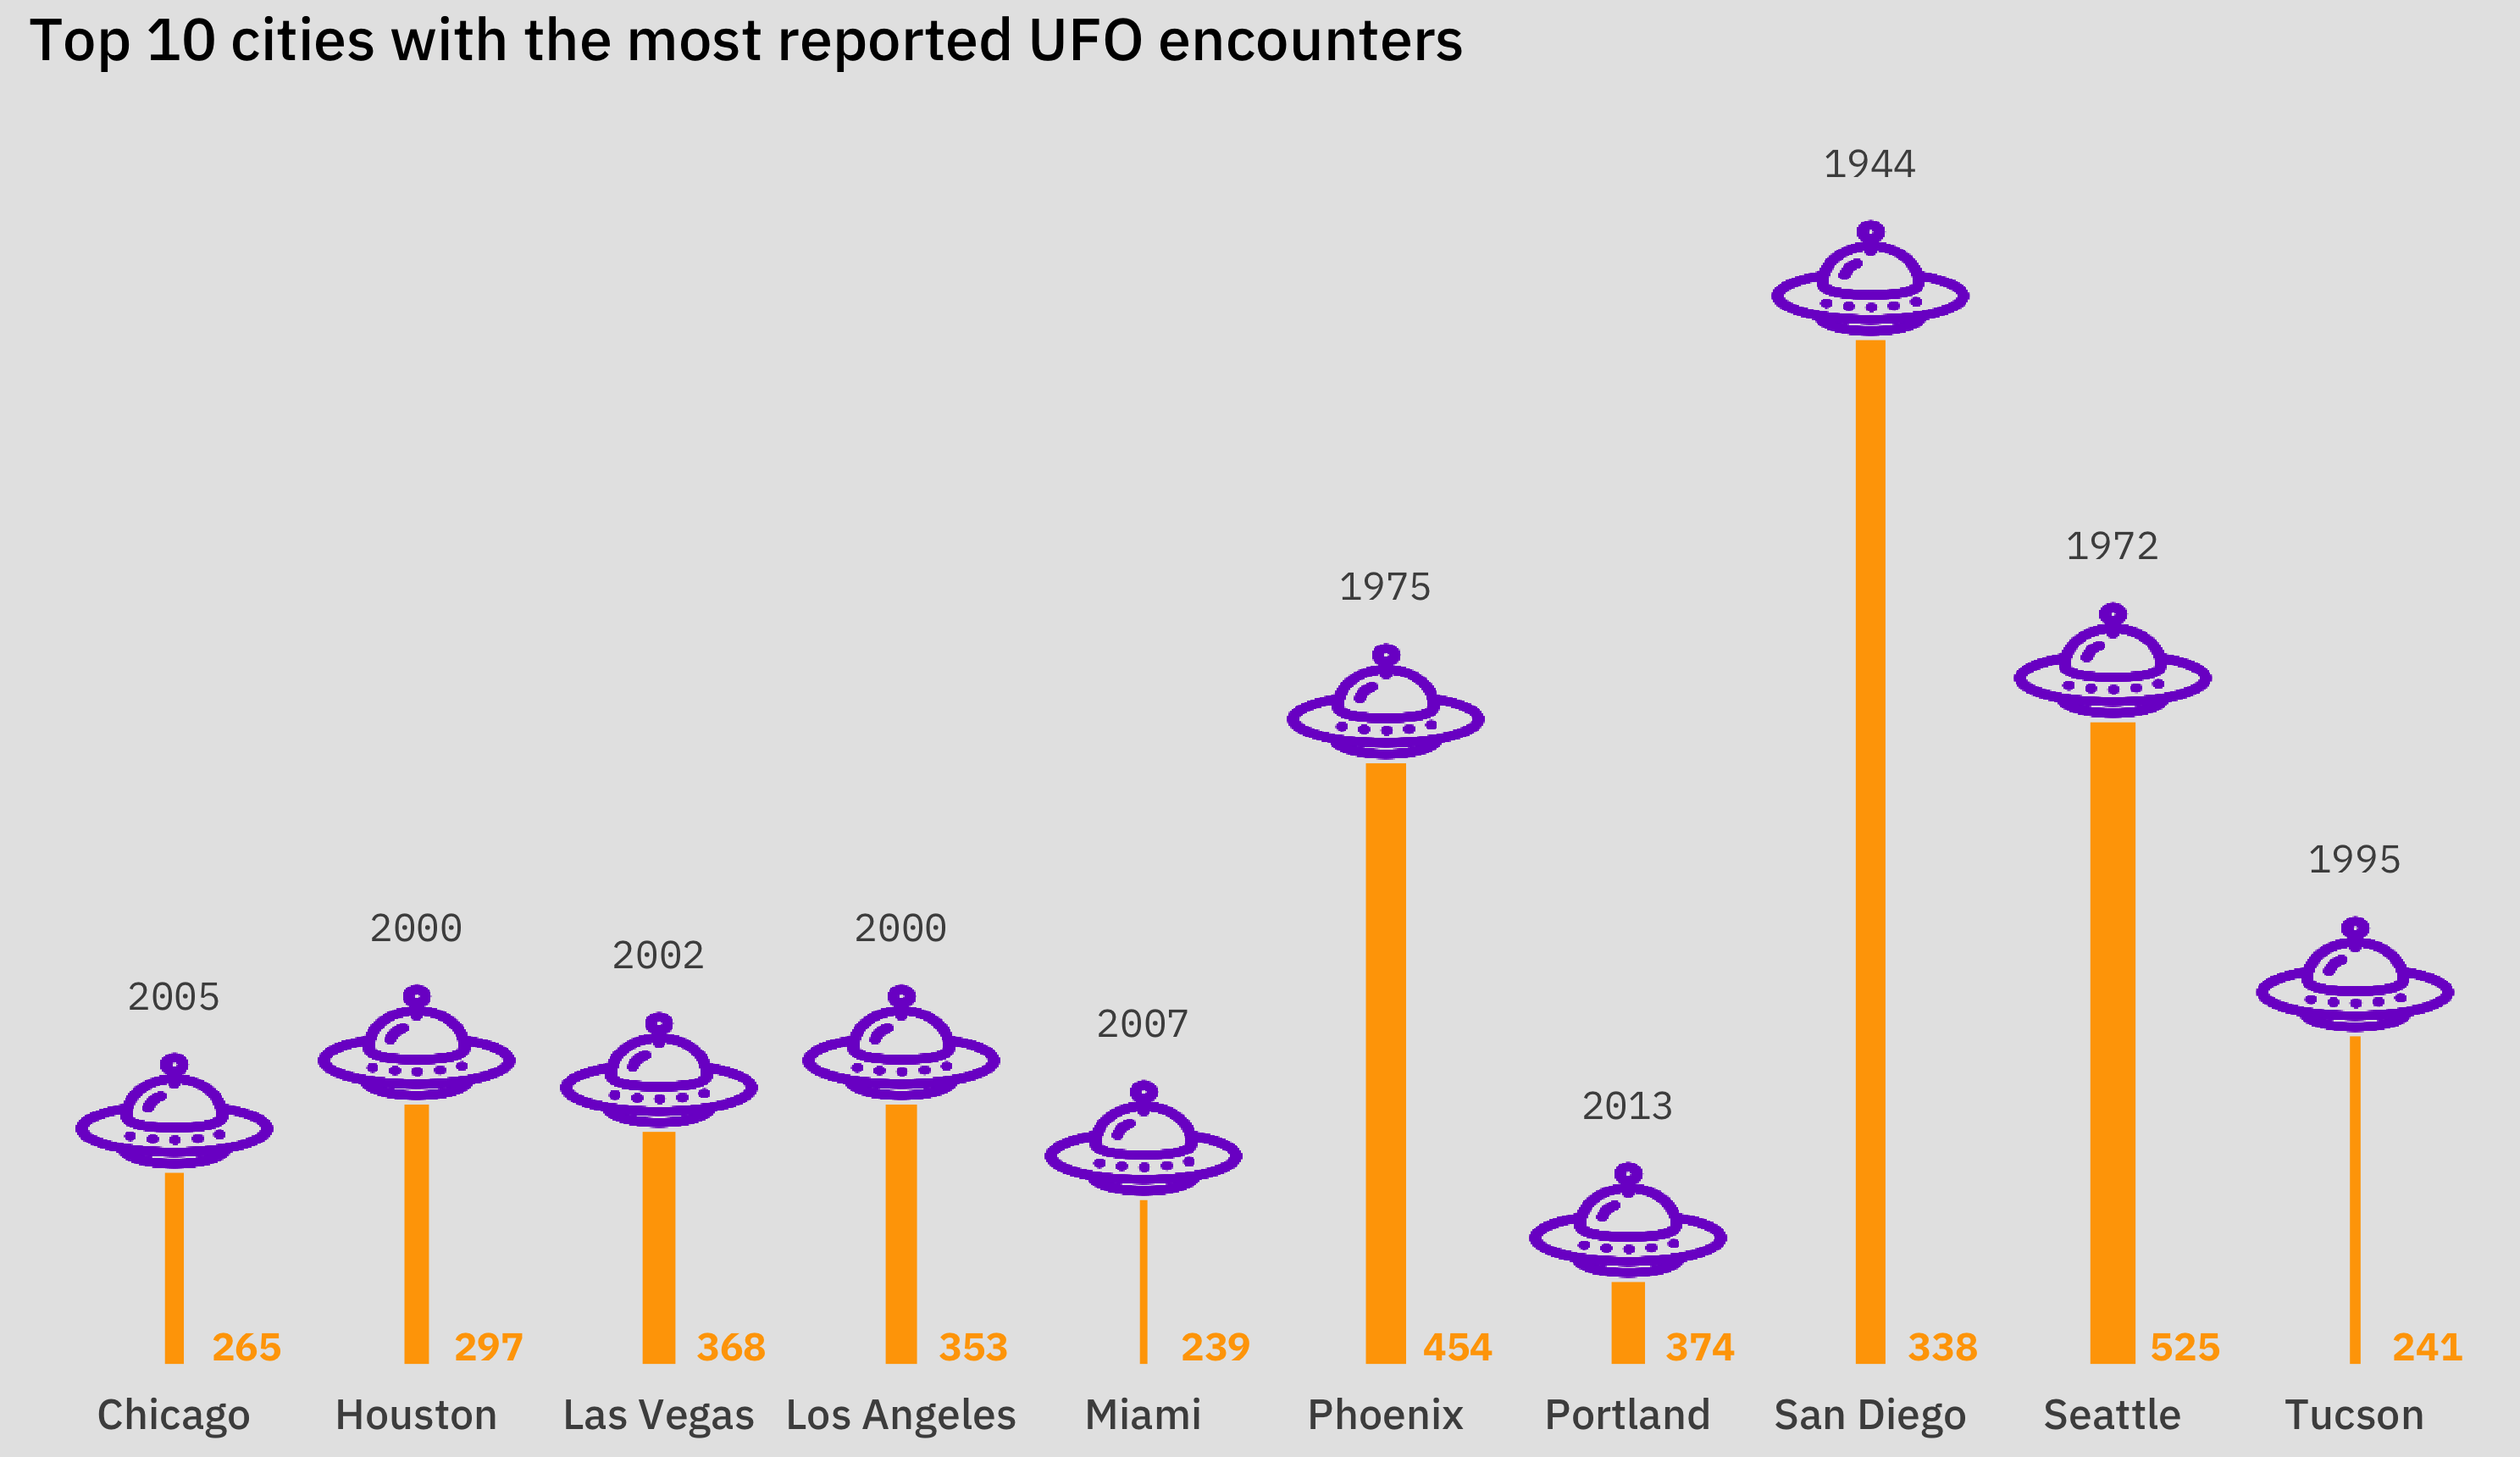 Top 10 cities with the most reported UFO encounters
1944
1972
1975
1995
2000
2000
2002
2005
2007
2013
265
297
368
353
239
454
374
338
525
241
Chicago
Houston
Las Vegas
Los Angeles
Miami
Phoenix
Portland
San Diego
Seattle
Tucson